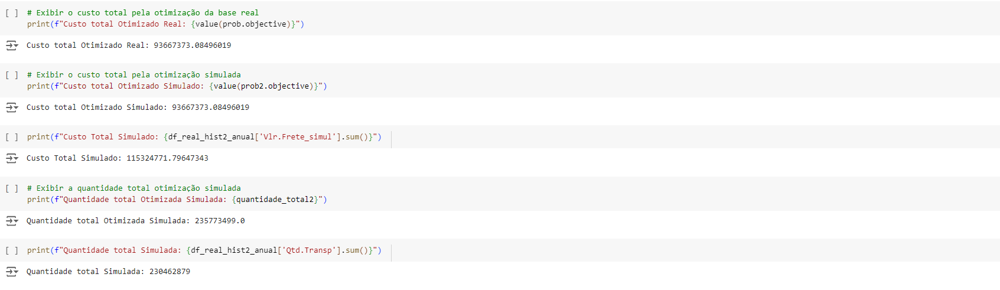 [ ] # Exibir o custo total pela otimização da base real
print(f"Custo total Otimizado Real: {value(prob.objective)}")
Custo total Otimizado Real: 93667373.08496019
[ ] # Exibir o custo total pela otimização simulada
print(f"Custo total Otimizado Simulado: {value(prob2.objective)}")
Custo total Otimizado Simulado: 93667373.08496019
[ ] print(f"Custo Total Simulado: {df_real_hist2_anual['Vlr.Frete_simul'].sum()}")
Custo Total Simulado: 115324771.79647343
[ ] # Exibir a quantidade total otimização simulada
print(f"Quantidade total Otimizada Simulada: {quantidade_total2}")
Quantidade total Otimizada Simulada: 235773499.0
[ ] print(f"Quantidade total Simulada: {df_real_hist2_anual['Qtd.Transp'].sum()}")
Quantidade total Simulada: 230462879